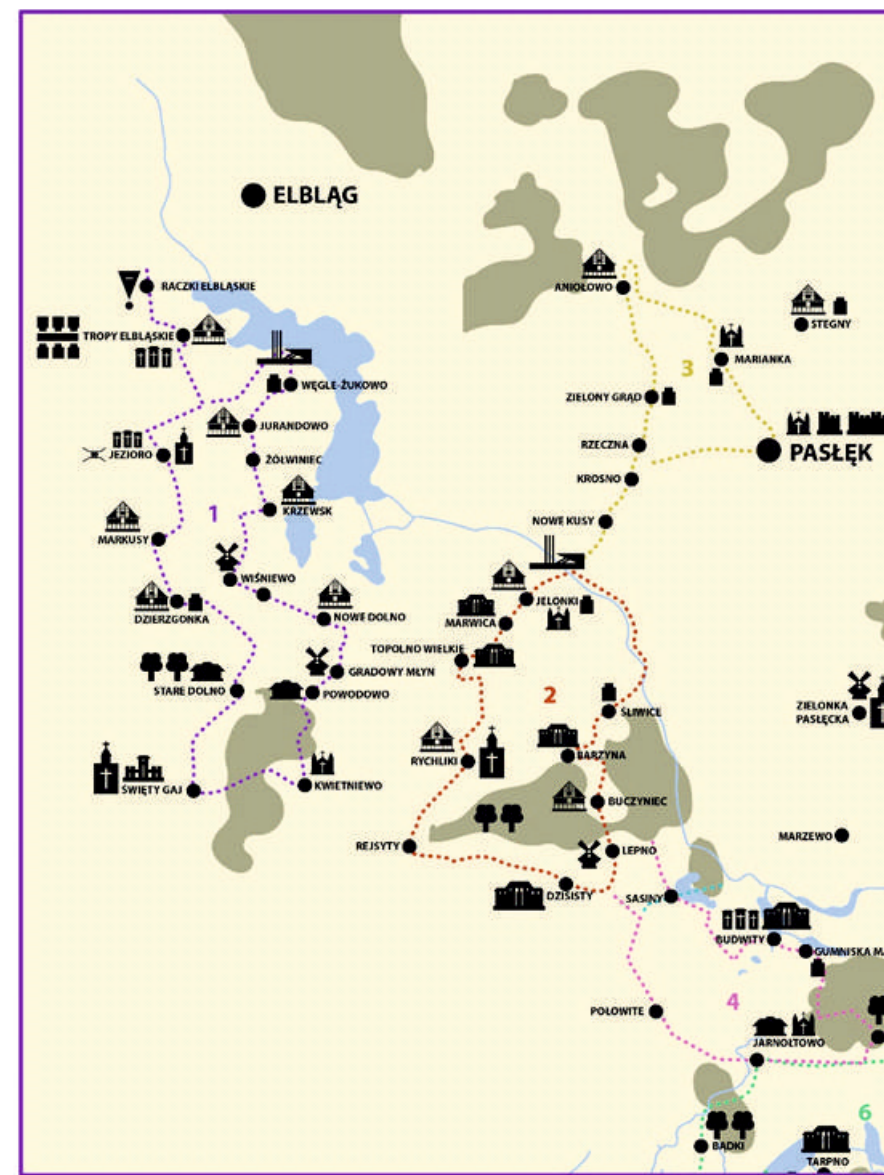 ELBLĄG
RACZKI ELBLĄSKIE
ANIOŁOWO
STEGNY
TROPY ELBLĄSKIE
MARIANKA
3
WĘGLE-ŻUKOWO
ZIELONY GRĄD
JURANDOWO
RZECZNA
PASŁĘK
JEZIORO
ŻÓŁWINIEC
KROSNO
1
KRZEWSK
NOWE KUSY
MARKUSY
WIŚNIEWO
JELONKI
DZIERZGONKA
NOWE DOLNO
MARWICA
TOPOLNO WIELKIE
GRADOWY MŁYN
STARE DOLNO
POWODOWO
2
ŚLIWICE
ZIELONKA
PASŁĘCKA
RYCHLIKI
BARZYNA
ŚWIĘTY GAJ
KWIETNIEWO
BUCZYNIEC
REJSYTY
LEPNO
MARZEWO
DZISISTY
SASINY
BUDWITY
GUMNISKA
4
POŁOWITE
JARNOŁTOWO
6
BĄDKI
TARPNO